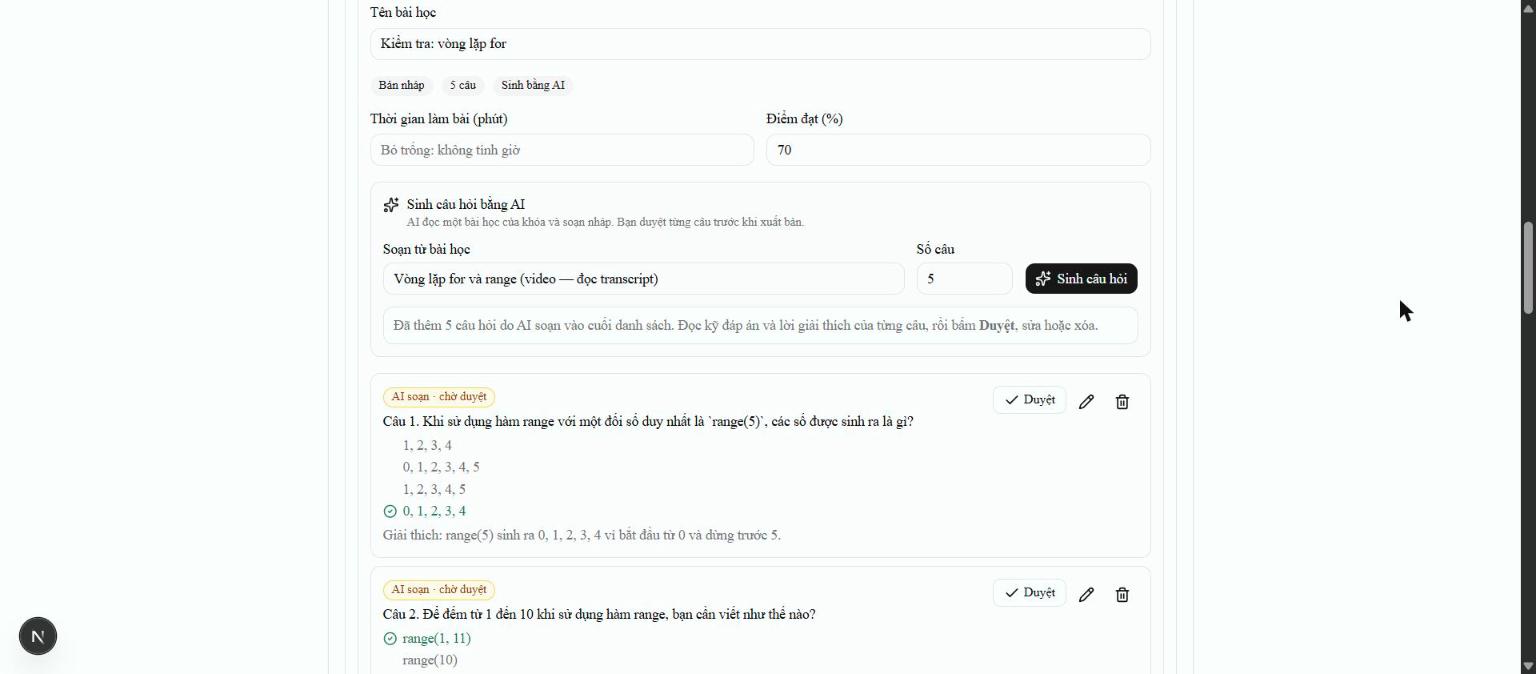 Tên bài học
Kiểm tra: vòng lặp for
Bản nháp 5 câu Sinh bằng AI
Thời gian làm bài (phút) Điểm đạt (%)
Bỏ trống: không tính giờ 70
Sinh câu hỏi bằng AI
AI đọc một bài học của khóa và soạn nháp. Bạn duyệt từng câu trước khi xuất bản.
Soạn từ bài học Số câu
Vòng lặp for và range (video — đọc transcript) 5 Sinh câu hỏi
Đã thêm 5 câu hỏi do AI soạn vào cuối danh sách. Đọc kỹ đáp án và lời giải thích của từng câu, rồi bấm Duyệt, sửa hoặc xóa.
AI soạn · chờ duyệt Duyệt
Câu 1. Khi sử dụng hàm range với một đối số duy nhất là `range(5)`, các số được sinh ra là gì?
1, 2, 3, 4
0, 1, 2, 3, 4, 5
1, 2, 3, 4, 5
0, 1, 2, 3, 4
Giải thích: range(5) sinh ra 0, 1, 2, 3, 4 vì bắt đầu từ 0 và dừng trước 5.
AI soạn · chờ duyệt Duyệt
Câu 2. Để đếm từ 1 đến 10 khi sử dụng hàm range, bạn cần viết như thế nào?
range(1, 11)
N
range(10)